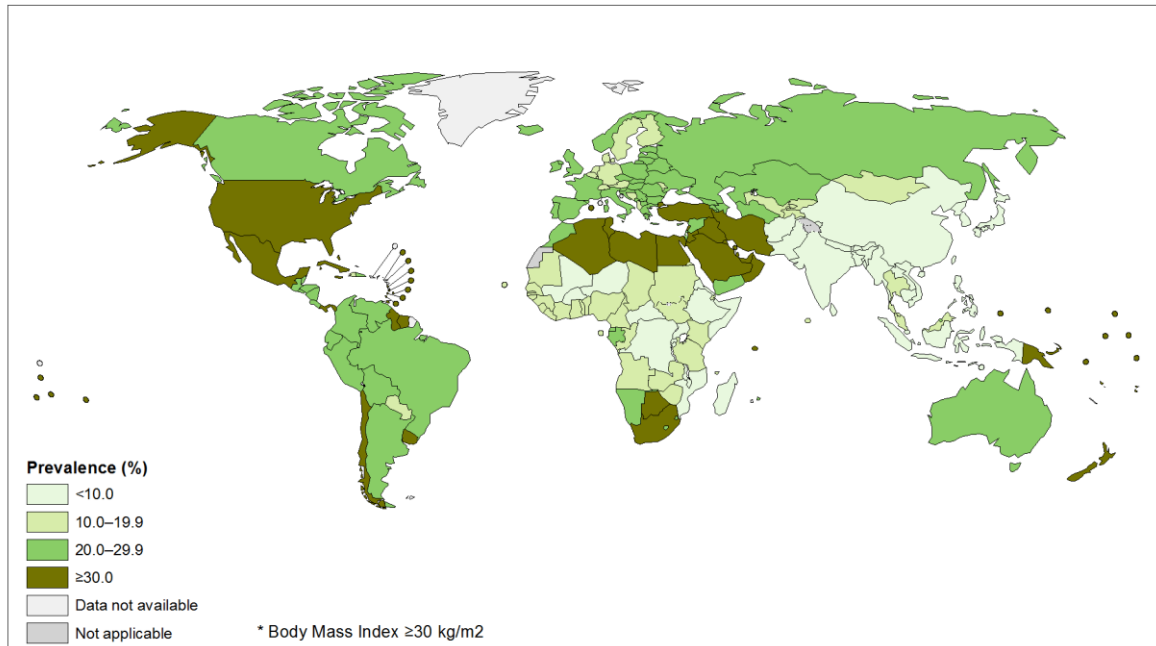 Prevalence (%)
<10.0
10.0–19.9
20.0–29.9
≥30.0
Data not available
Not applicable
* Body Mass Index ≥30 kg/m2